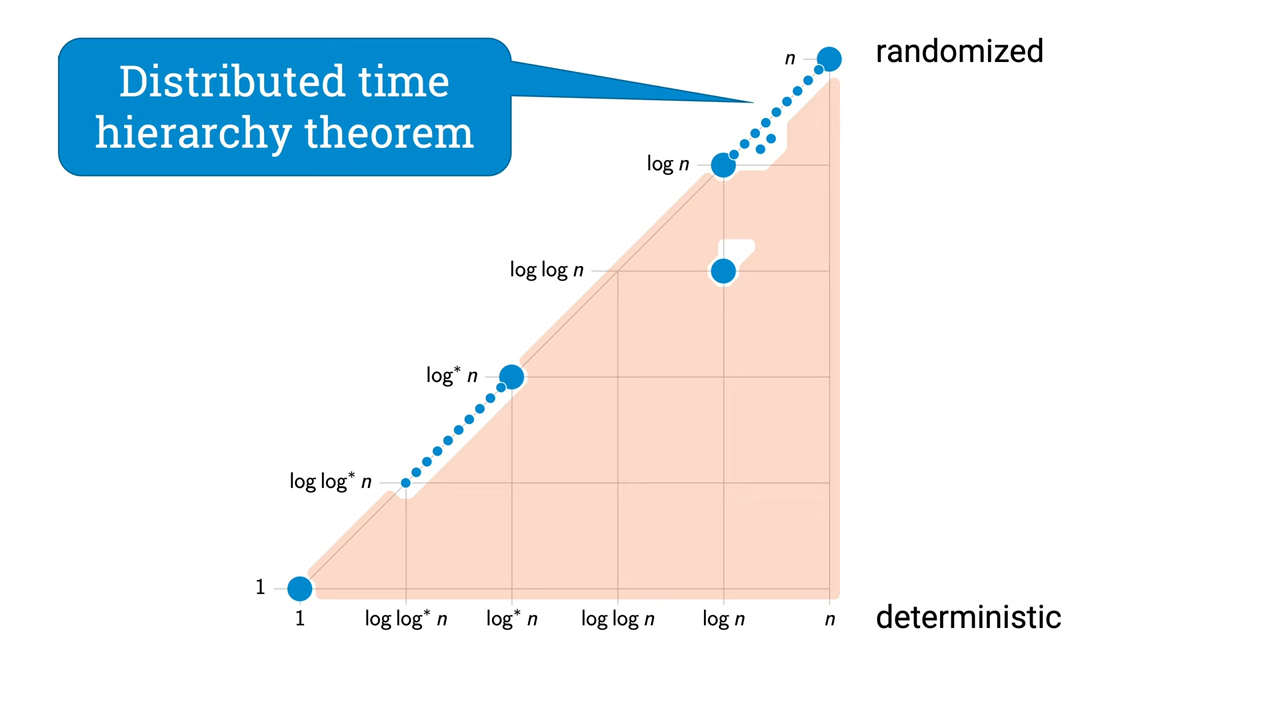 Distributed time
hierarchy theorem
randomized
n
log n
log log n
log* n
log log* n
1
1
log log* n
log* n
log log n
log n
n
deterministic